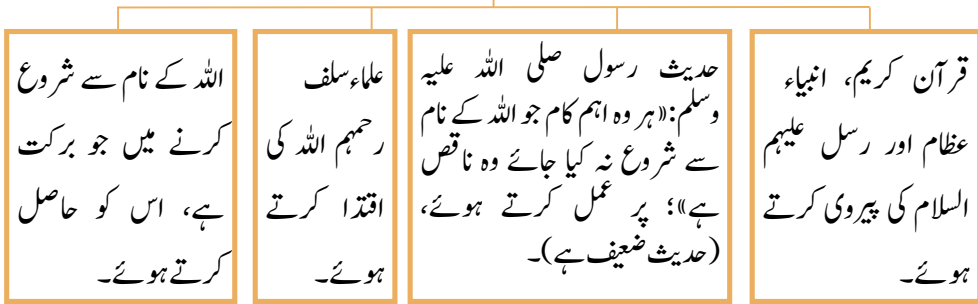 قرآن کریم، انبیاء
عظام اور رسل علیہم
السلام کی پیروی کرتے
ہوئے۔
حدیث رسول صلی اللہ علیہ
وسلم:«ہر وہ اہم کام جو اللہ کے نام
سے شروع نہ کیا جائے وہ ناقص
ہے»؛ پر عمل کرتے ہوئے،
(حدیث ضعیف ہے)۔
علماء سلف
رحمہم اللہ کی
اقتدا کرتے
ہوئے۔
اللہ کے نام سے شروع
کرنے میں جو برکت
ہے، اس کو حاصل
کرتے ہوئے۔